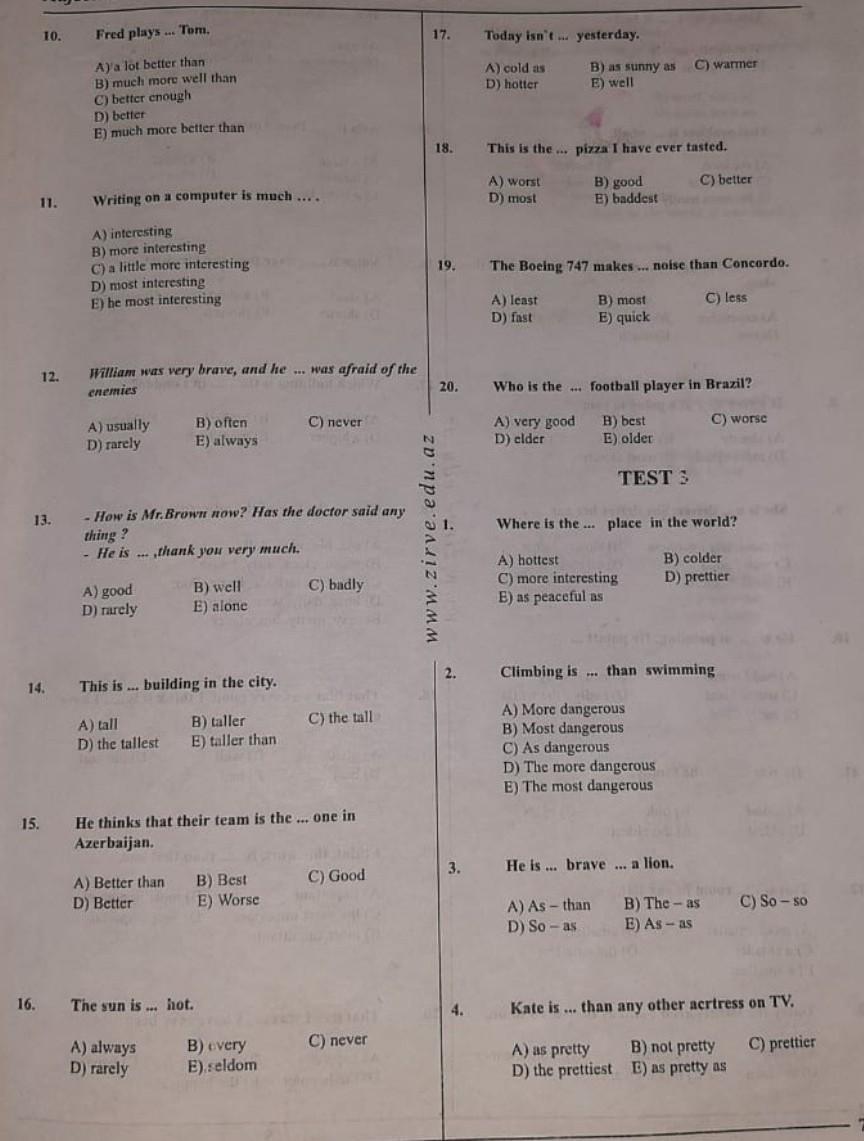 10. Fred plays ... Tom.
A) a lot better than
B) much more well than
C) better enough
D) better
E) much more better than
11. Writing on a computer is much ... .
A) interesting
B) more interesting
C) a little more interesting
D) most interesting
E) he most interesting
12. William was very brave, and he ... was afraid of the
enemies
A) usually B) often C) never
D) rarely E) always
13. - How is Mr.Brown now? Has the doctor said any
thing ?
- He is ... ,thank you very much.
A) good B) well C) badly
D) rarely E) alone
14. This is ... building in the city.
A) tall B) taller C) the tall
D) the tallest E) taller than
15. He thinks that their team is the ... one in
Azerbaijan.
A) Better than B) Best C) Good
D) Better E) Worse
16. The sun is ... hot.
A) always B) every C) never
D) rarely E) seldom
www.zirve.edu.az
17. Today isn't ... yesterday.
A) cold as B) as sunny as C) warmer
D) hotter E) well
18. This is the ... pizza I have ever tasted.
A) worst B) good C) better
D) most E) baddest
19. The Boeing 747 makes ... noise than Concordo.
A) least B) most C) less
D) fast E) quick
20. Who is the ... football player in Brazil?
A) very good B) best C) worse
D) elder E) older
TEST 3
1. Where is the ... place in the world?
A) hottest B) colder
C) more interesting D) prettier
E) as peaceful as
2. Climbing is ... than swimming
A) More dangerous
B) Most dangerous
C) As dangerous
D) The more dangerous
E) The most dangerous
3. He is ... brave ... a lion.
A) As – than B) The – as C) So – so
D) So – as E) As – as
4. Kate is ... than any other acrtress on TV.
A) as pretty B) not pretty C) prettier
D) the prettiest E) as pretty as